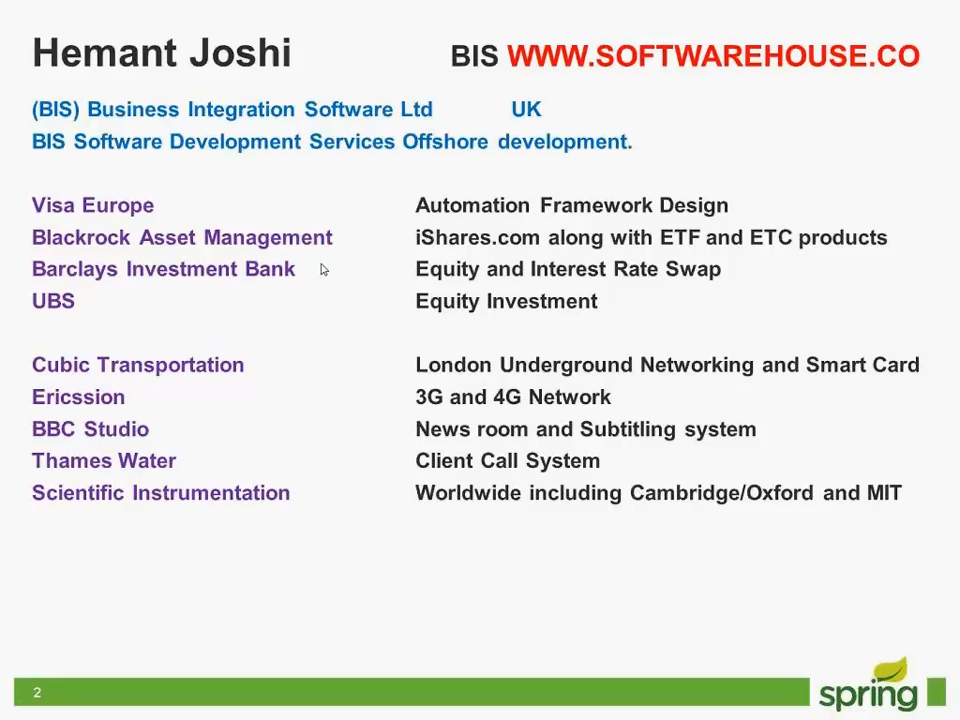 Hemant Joshi BIS WWW.SOFTWAREHOUSE.CO
(BIS) Business Integration Software Ltd UK
BIS Software Development Services Offshore development.
Visa Europe Automation Framework Design
Blackrock Asset Management iShares.com along with ETF and ETC products
Barclays Investment Bank Equity and Interest Rate Swap
UBS Equity Investment
Cubic Transportation London Underground Networking and Smart Card
Ericssion 3G and 4G Network
BBC Studio News room and Subtitling system
Thames Water Client Call System
Scientific Instrumentation Worldwide including Cambridge/Oxford and MIT
2
spring